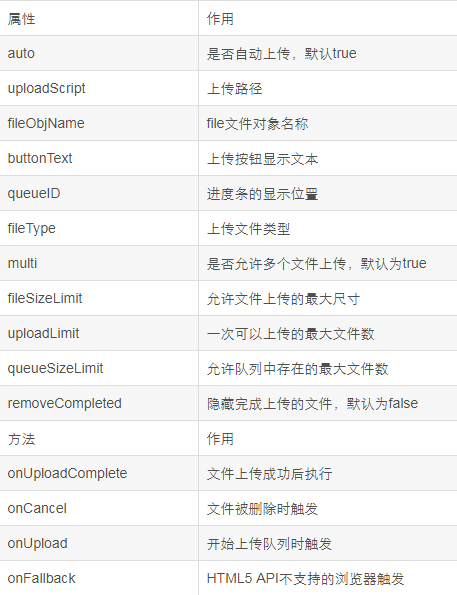 属性 作用
auto 是否自动上传，默认true
uploadScript 上传路径
fileObjName file文件对象名称
buttonText 上传按钮显示文本
queueID 进度条的显示位置
fileType 上传文件类型
multi 是否允许多个文件上传，默认为true
fileSizeLimit 允许文件上传的最大尺寸
uploadLimit 一次可以上传的最大文件数
queueSizeLimit 允许队列中存在的最大文件数
removeCompleted 隐藏完成上传的文件，默认为false
方法 作用
onUploadComplete 文件上传成功后执行
onCancel 文件被删除时触发
onUpload 开始上传队列时触发
onFallback HTML5 API不支持的浏览器触发